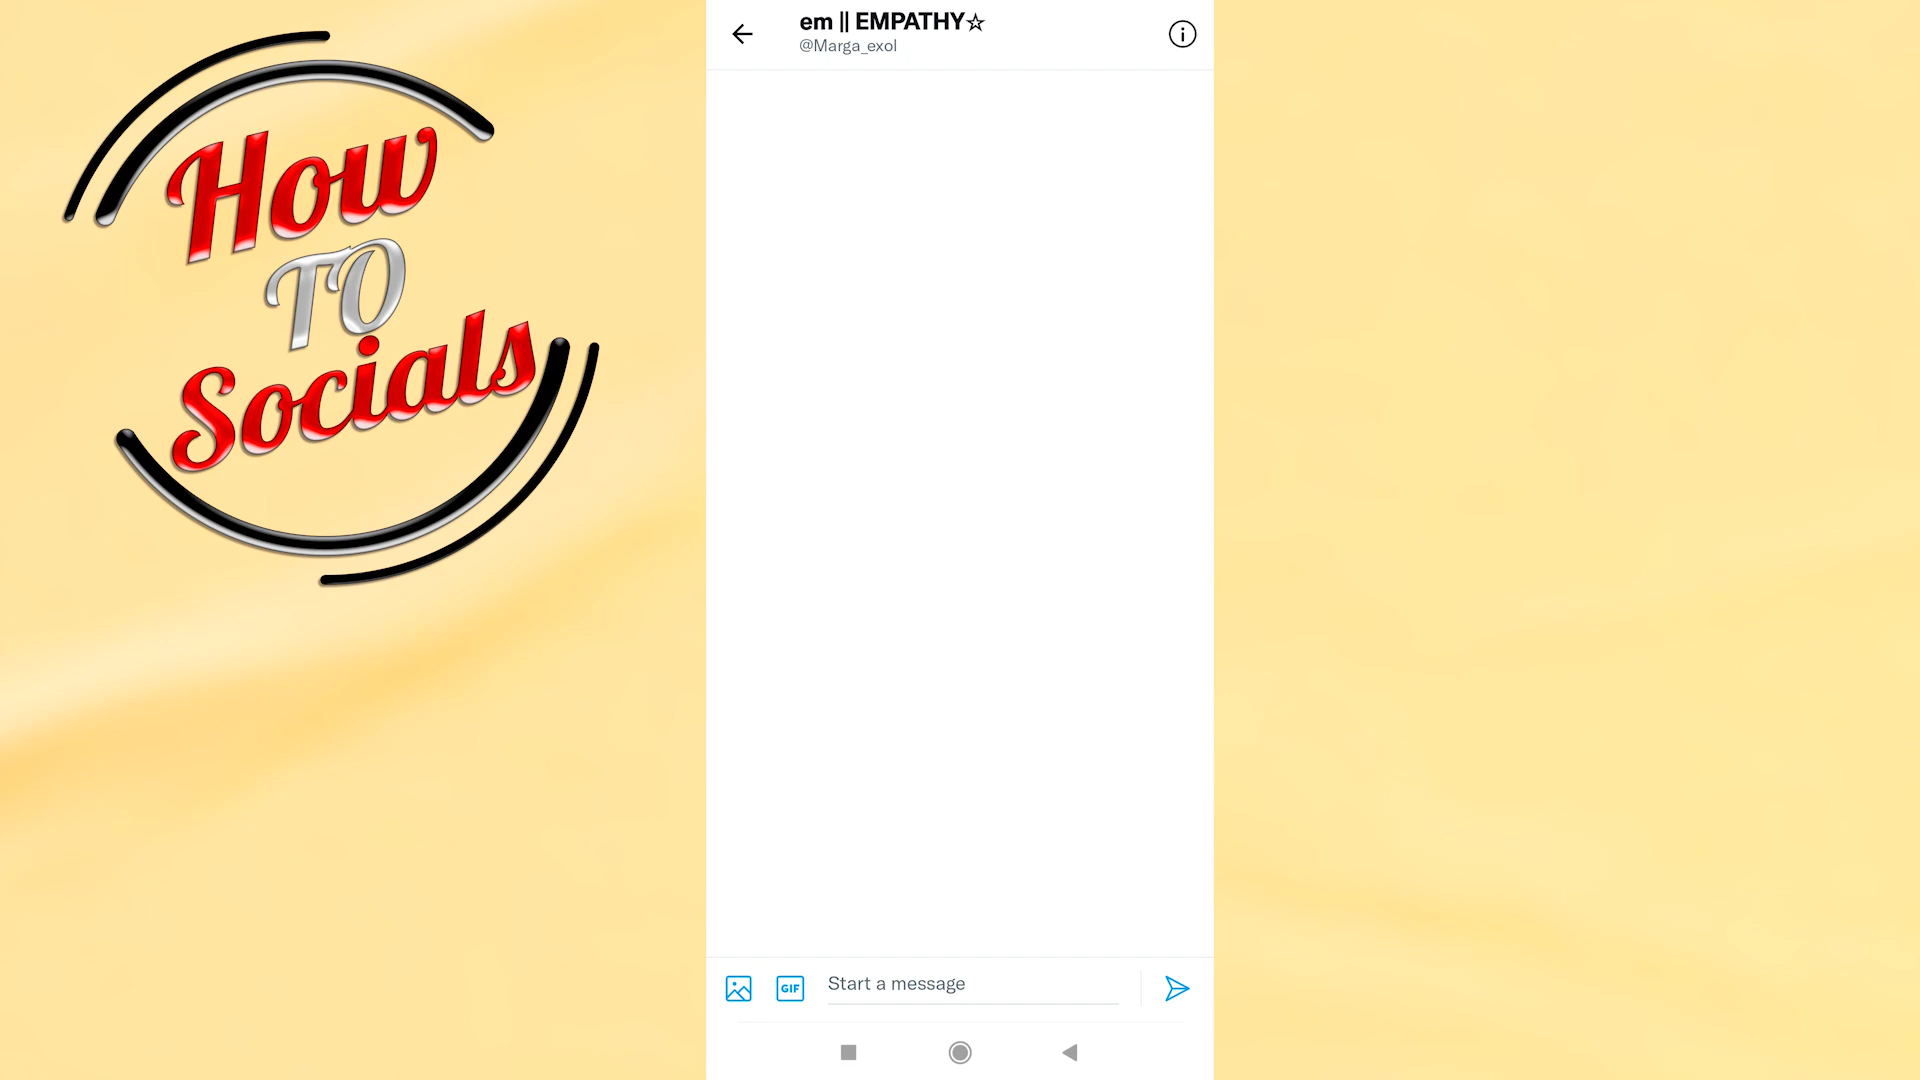 How
TO
Socials
em || EMPATHY☆
@Marga_exol
GIF
Start a message